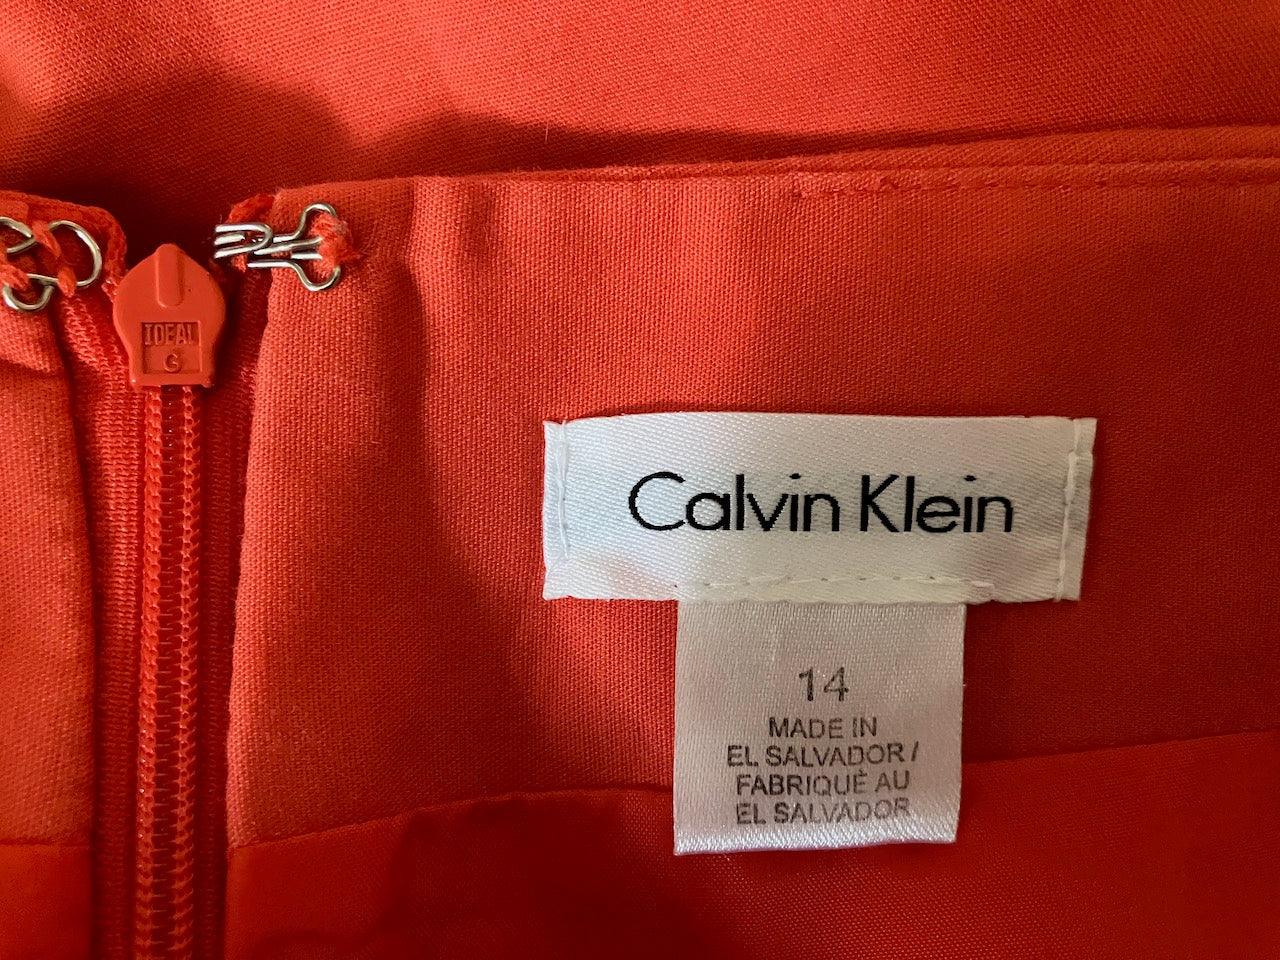 IDEAL
G
Calvin Klein
14
MADE IN
EL SALVADOR /
FABRIQUÉ AU
EL SALVADOR